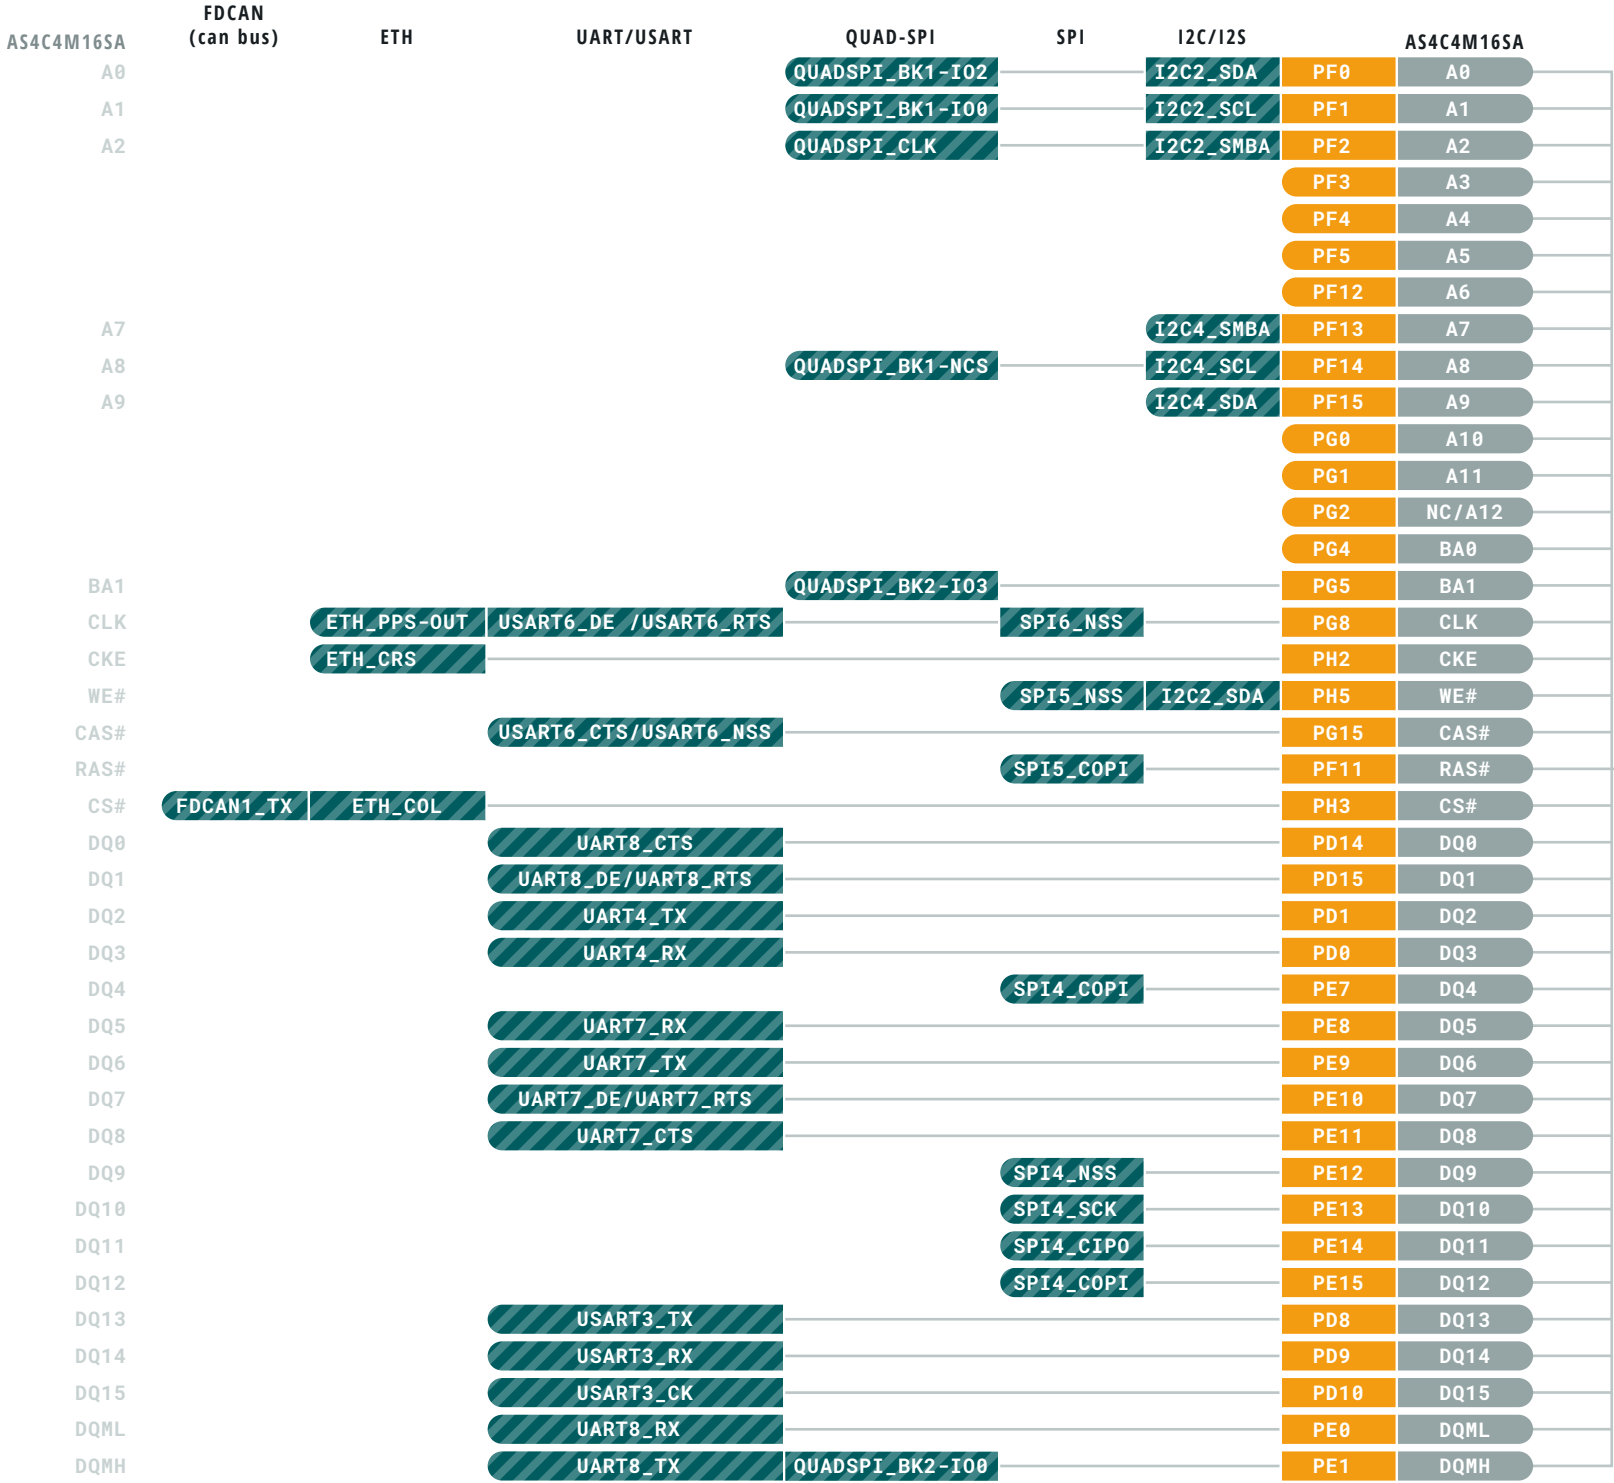 AS4C4M16SA FDCAN (can bus) ETH UART/USART QUAD-SPI SPI I2C/I2S AS4C4M16SA
A0 QUADSPI_BK1-IO2 I2C2_SDA PF0 A0
A1 QUADSPI_BK1-IO0 I2C2_SCL PF1 A1
A2 QUADSPI_CLK I2C2_SMBA PF2 A2
PF3 A3
PF4 A4
PF5 A5
PF12 A6
A7 I2C4_SMBA PF13 A7
A8 QUADSPI_BK1-NCS I2C4_SCL PF14 A8
A9 I2C4_SDA PF15 A9
PG0 A10
PG1 A11
PG2 NC/A12
PG4 BA0
BA1 QUADSPI_BK2-IO3 PG5 BA1
CLK ETH_PPS-OUT USART6_DE /USART6_RTS SPI6_NSS PG8 CLK
CKE ETH_CRS PH2 CKE
WE# SPI5_NSS I2C2_SDA PH5 WE#
CAS# USART6_CTS/USART6_NSS PG15 CAS#
RAS# SPI5_COPI PF11 RAS#
CS# FDCAN1_TX ETH_COL PH3 CS#
DQ0 UART8_CTS PD14 DQ0
DQ1 UART8_DE/UART8_RTS PD15 DQ1
DQ2 UART4_TX PD1 DQ2
DQ3 UART4_RX PD0 DQ3
DQ4 SPI4_COPI PE7 DQ4
DQ5 UART7_RX PE8 DQ5
DQ6 UART7_TX PE9 DQ6
DQ7 UART7_DE/UART7_RTS PE10 DQ7
DQ8 UART7_CTS PE11 DQ8
DQ9 SPI4_NSS PE12 DQ9
DQ10 SPI4_SCK PE13 DQ10
DQ11 SPI4_CIPO PE14 DQ11
DQ12 SPI4_COPI PE15 DQ12
DQ13 USART3_TX PD8 DQ13
DQ14 USART3_RX PD9 DQ14
DQ15 USART3_CK PD10 DQ15
DQML UART8_RX PE0 DQML
DQMH UART8_TX QUADSPI_BK2-IO0 PE1 DQMH